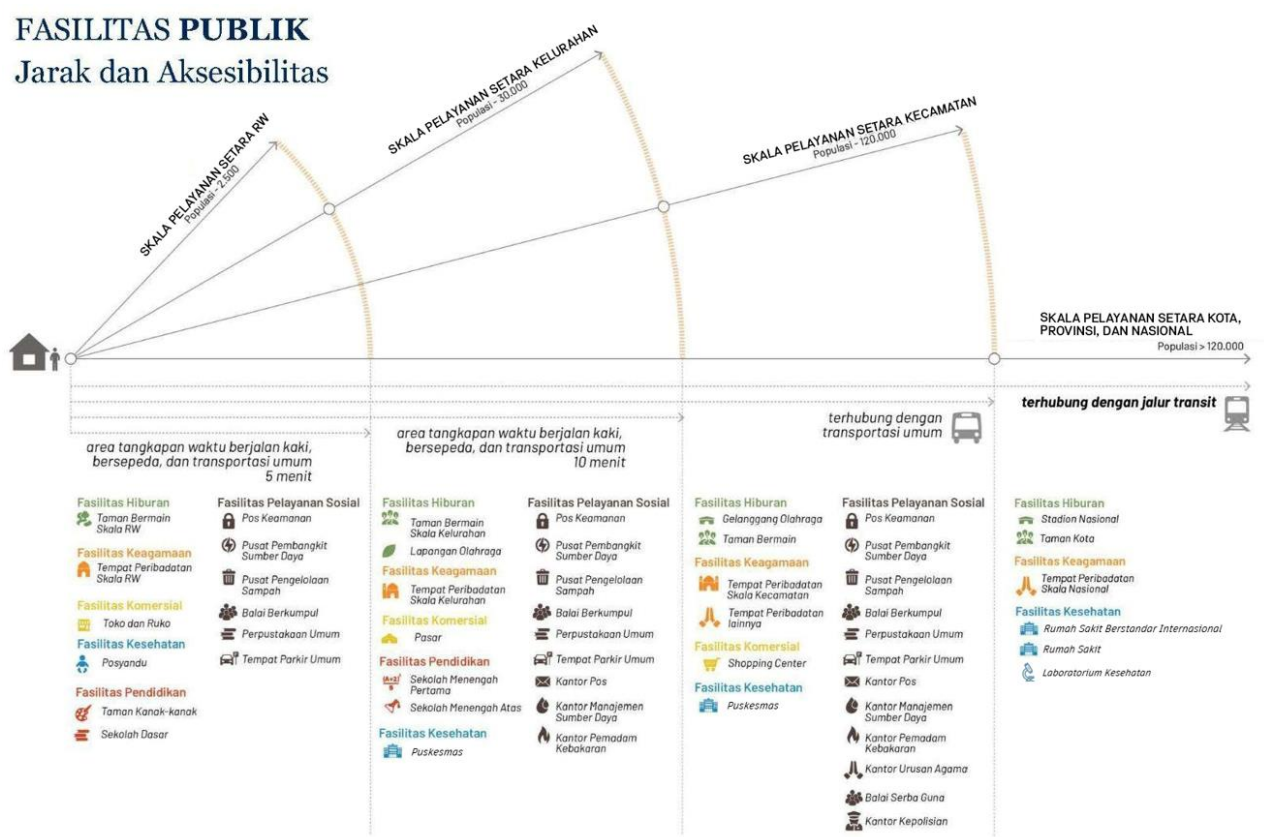 FASILITAS PUBLIK
Jarak dan Aksesibilitas
SKALA PELAYANAN SETARA RW
Populasi - 2.500
SKALA PELAYANAN SETARA KELURAHAN
Populasi - 30.000
SKALA PELAYANAN SETARA KECAMATAN
Populasi - 120.000
SKALA PELAYANAN SETARA KOTA,
PROVINSI, DAN NASIONAL
Populasi > 120.000
area tangkapan waktu berjalan kaki,
bersepeda, dan transportasi umum
5 menit
area tangkapan waktu berjalan kaki,
bersepeda, dan transportasi umum
10 menit
terhubung dengan
transportasi umum
terhubung dengan jalur transit
Fasilitas Hiburan
Taman Bermain
Skala RW
Fasilitas Keagamaan
Tempat Peribadatan
Skala RW
Fasilitas Komersial
Toko dan Ruko
Fasilitas Kesehatan
Posyandu
Fasilitas Pendidikan
Taman Kanak-kanak
Sekolah Dasar
Fasilitas Pelayanan Sosial
Pos Keamanan
Pusat Pembangkit
Sumber Daya
Pusat Pengelolaan
Sampah
Balai Berkumpul
Perpustakaan Umum
Tempat Parkir Umum
Fasilitas Hiburan
Taman Bermain
Skala Kelurahan
Lapangan Olahraga
Fasilitas Keagamaan
Tempat Peribadatan
Skala Kelurahan
Fasilitas Komersial
Pasar
Fasilitas Pendidikan
Sekolah Menengah
Pertama
Sekolah Menengah Atas
Fasilitas Kesehatan
Puskesmas
Fasilitas Pelayanan Sosial
Pos Keamanan
Pusat Pembangkit
Sumber Daya
Pusat Pengelolaan
Sampah
Balai Berkumpul
Perpustakaan Umum
Tempat Parkir Umum
Kantor Pos
Kantor Manajemen
Sumber Daya
Kantor Pemadam
Kebakaran
Fasilitas Hiburan
Gelanggang Olahraga
Taman Bermain
Fasilitas Keagamaan
Tempat Peribadatan
Skala Kecamatan
Tempat Peribadatan
lainnya
Fasilitas Komersial
Shopping Center
Fasilitas Kesehatan
Puskesmas
Fasilitas Pelayanan Sosial
Pos Keamanan
Pusat Pembangkit
Sumber Daya
Pusat Pengelolaan
Sampah
Balai Berkumpul
Perpustakaan Umum
Tempat Parkir Umum
Kantor Pos
Kantor Manajemen
Sumber Daya
Kantor Pemadam
Kebakaran
Kantor Urusan Agama
Balai Serba Guna
Kantor Kepolisian
Fasilitas Hiburan
Stadion Nasional
Taman Kota
Fasilitas Keagamaan
Tempat Peribadatan
Skala Nasional
Fasilitas Kesehatan
Rumah Sakit Berstandar Internasional
Rumah Sakit
Laboratorium Kesehatan